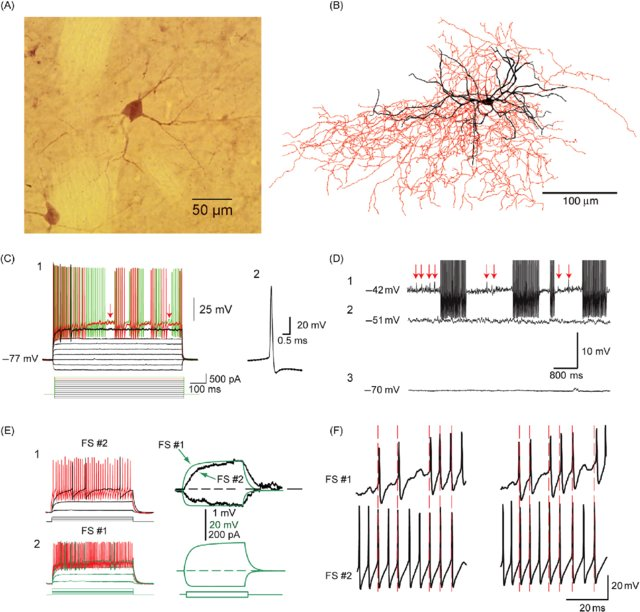 (A)
50 µm
(B)
100 µm
(C)
1
25 mV
–77 mV
500 pA
100 ms
2
20 mV
0.5 ms
(D)
1
–42 mV
2
–51 mV
10 mV
800 ms
3
–70 mV
(E)
FS #2
1
FS #1
2
FS #1
FS #2
1 mV
20 mV
200 pA
(F)
FS #1
FS #2
20 mV
20 ms